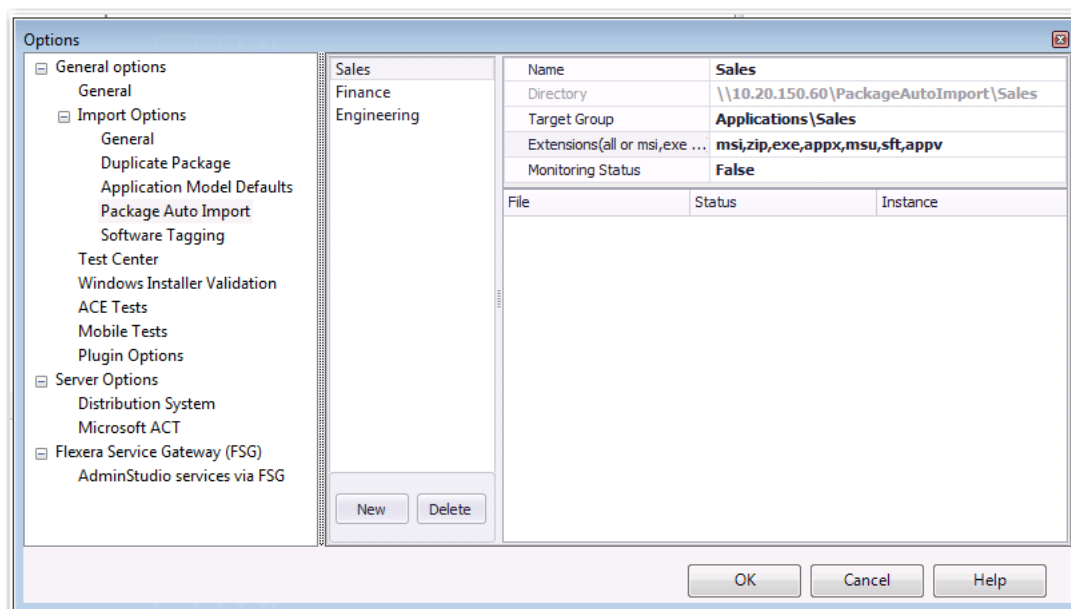 Options
General options
General
Import Options
General
Duplicate Package
Application Model Defaults
Package Auto Import
Software Tagging
Test Center
Windows Installer Validation
ACE Tests
Mobile Tests
Plugin Options
Server Options
Distribution System
Microsoft ACT
Flexera Service Gateway (FSG)
AdminStudio services via FSG
Sales
Finance
Engineering
New Delete
Name Sales
Directory \\10.20.150.60\PackageAutoImport\Sales
Target Group Applications\Sales
Extensions(all or msi,exe ... msi,zip,exe,appx,msu,sft,appv
Monitoring Status False
File Status Instance
OK Cancel Help